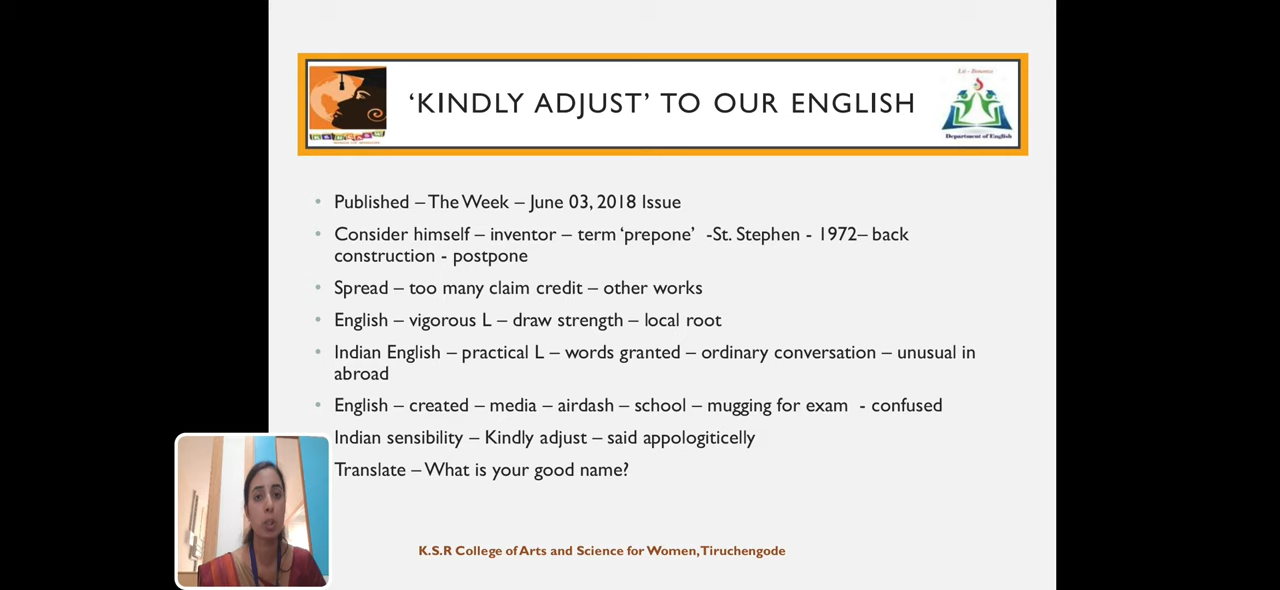 ‘KINDLY ADJUST’ TO OUR ENGLISH
Department of English
Published – The Week – June 03, 2018 Issue
Consider himself – inventor – term ‘prepone’ -St. Stephen - 1972– back
construction - postpone
Spread – too many claim credit – other works
English – vigorous L – draw strength – local root
Indian English – practical L – words granted – ordinary conversation – unusual in
abroad
English – created – media – airdash – school – mugging for exam - confused
Indian sensibility – Kindly adjust – said appologiticelly
Translate – What is your good name?
K.S.R College of Arts and Science for Women, Tiruchengode